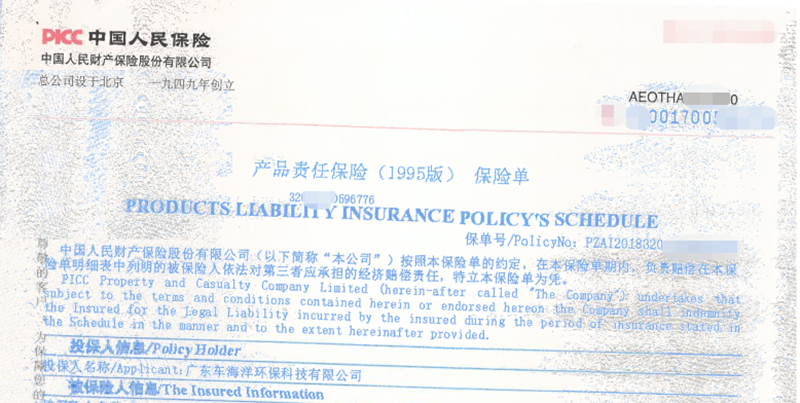 PICC 中国人民保险
中国人民财产保险股份有限公司
总公司设于北京 一九四九年创立
AEOTHA 0
001700
产品责任保险（1995版） 保险单
320 596776
PRODUCTS LIABILITY INSURANCE POLICY'S SCHEDULE
保单号/PolicyNo: PZAI2018320
中国人民财产保险股份有限公司（以下简称“本公司”）按照本保险单的约定，在本保险单期内，负责赔偿在本保
险单明细表中列明的被保险人依法对第三者应承担的经济赔偿责任，特立本保险单为凭。
PICC Property and Casualty Company Limited (herein-after called "The Company") undertakes that
subject to the terms and conditions contained herein or endorsed hereon the Company shall indemnify
the Insured for the Legal Liability incurred by the insured during the period of insurance stated in
the Schedule in the manner and to the extent hereinafter provided.
投保人信息/Policy Holder
投保人名称/Applicant:广东车海洋环保科技有限公司
被保险人信息/The Insured Information
尊敬的客户
为保障您的